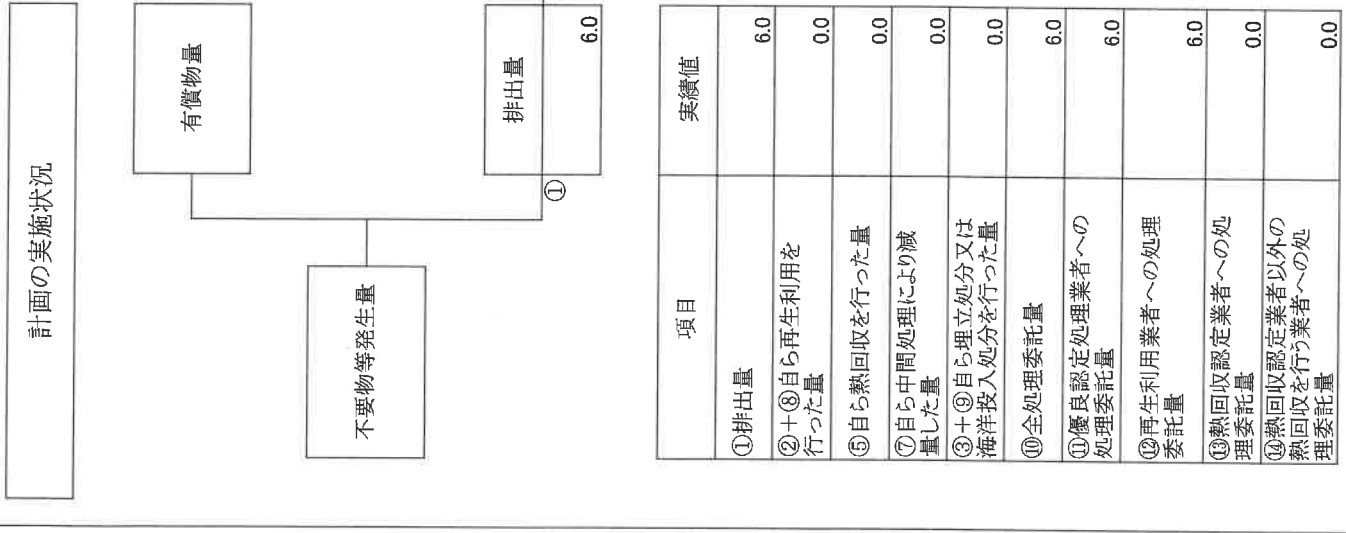 計画の実施状況
有償物量
不要物等発生量
排出量
①
6.0
項目
実績値
①排出量
6.0
②+⑧自ら再生利用を
行った量
0.0
⑤自ら熱回収を行った量
0.0
⑦自ら中間処理により減
量した量
0.0
③+⑨自ら埋立処分又は
海洋投入処分を行った量
0.0
⑩全処理委託量
6.0
⑪優良認定処理業者への
処理委託量
6.0
⑫再生利用業者への処理
委託量
6.0
⑬熱回収認定業者への処
理委託量
0.0
⑭熱回収認定業者以外の
熱回収を行う業者への処
理委託量
0.0